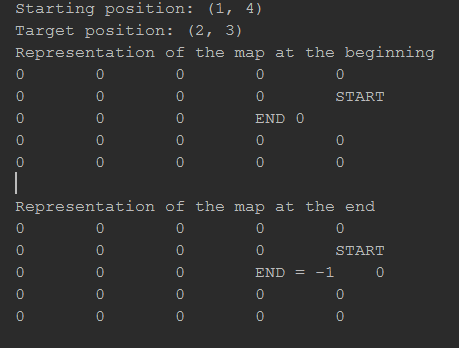 Starting position: (1, 4)
Target position: (2, 3)
Representation of the map at the beginning
0 0 0 0 0
0 0 0 0 START
0 0 0 END 0
0 0 0 0 0
0 0 0 0 0
Representation of the map at the end
0 0 0 0 0
0 0 0 0 START
0 0 0 END = -1 0
0 0 0 0 0
0 0 0 0 0